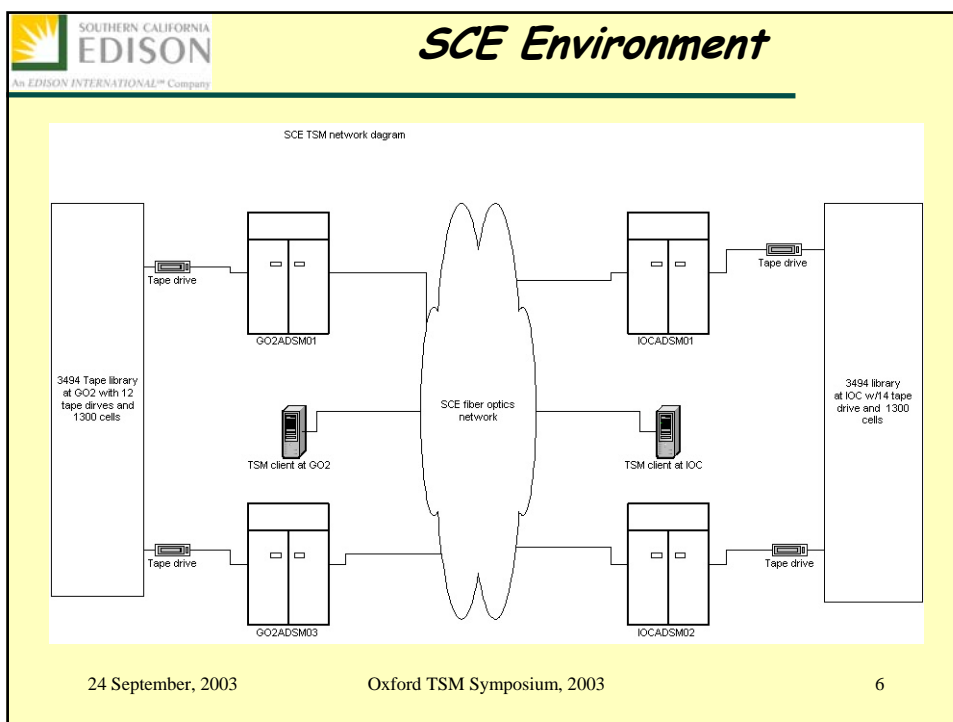 SOUTHERN CALIFORNIA
EDISON
An EDISON INTERNATIONAL℠ Company
SCE Environment
SCE TSM network dagram
Tape drive
GO2ADSM01
IOCADSM01
Tape drive
3494 Tape library
at GO2 with 12
tape dirves and
1300 cells
TSM client at GO2
SCE fiber optics
network
TSM client at IOC
3494 library
at IOC w/14 tape
drive and 1300
cells
Tape drive
GO2ADSM03
IOCADSM02
Tape drive
24 September, 2003
Oxford TSM Symposium, 2003
6